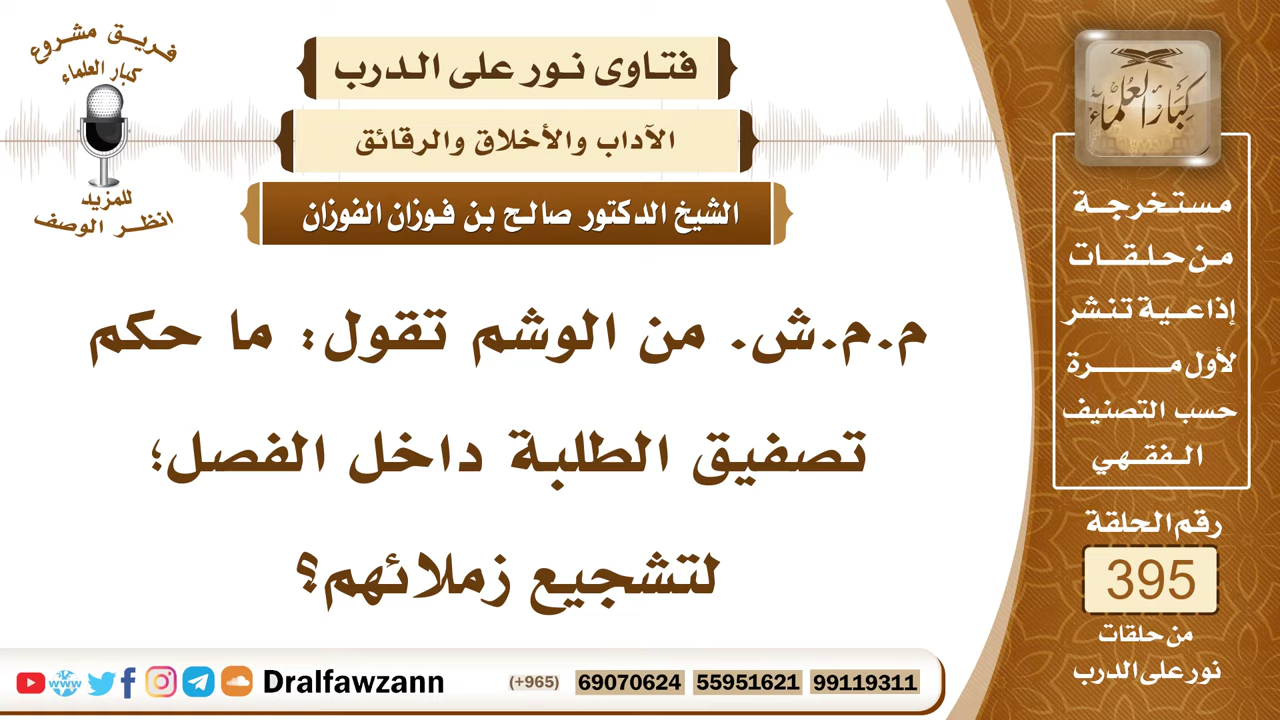 فريق مشروع
كبار العلماء
للمزيد
انظر الوصف
فتاوى نور على الدرب
الآداب والأخلاق والرقائق
الشيخ الدكتور صالح بن فوزان الفوزان
م.م.ش. من الوشم تقول: ما حكم
تصفيق الطلبة داخل الفصل؛
لتشجيع زملائهم؟
كبار العلماء
مستخرجة
من حلقات
إذاعية تنشر
لأول مرة
حسب التصنيف
الفقهي
رقم الحلقة
395
من حلقات
نور على الدرب
www Dralfawzann (+965) 69070624 55951621 99119311